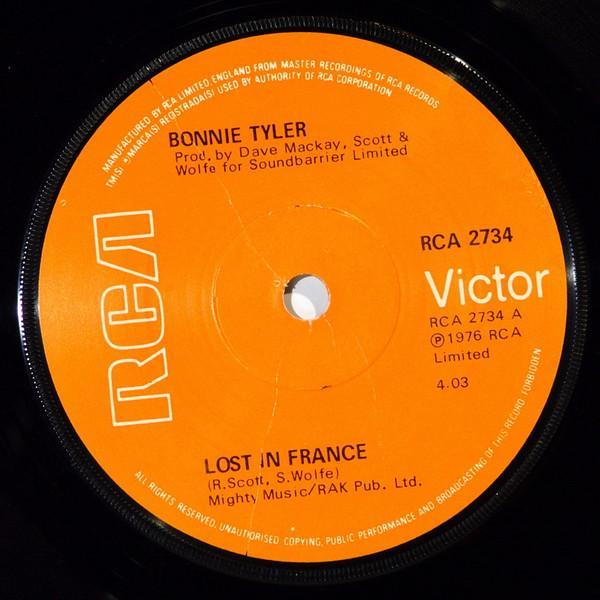 MANUFACTURED BY RCA LIMITED ENGLAND FROM MASTER RECORDINGS OF RCA RECORDS
TM(S) ® MARCA(S) REGISTRADA(S) USED BY AUTHORITY OF RCA CORPORATION
BONNIE TYLER
Prod. by Dave Mackay, Scott &
Wolfe for Soundbarrier Limited
RCA
RCA 2734
Victor
RCA 2734 A
℗1976 RCA
Limited
4.03
LOST IN FRANCE
(R.Scott, S.Wolfe)
Mighty Music/RAK Pub. Ltd.
ALL RIGHTS RESERVED, UNAUTHORISED COPYING, PUBLIC PERFORMANCE AND BROADCASTING OF THIS RECORD FORBIDDEN